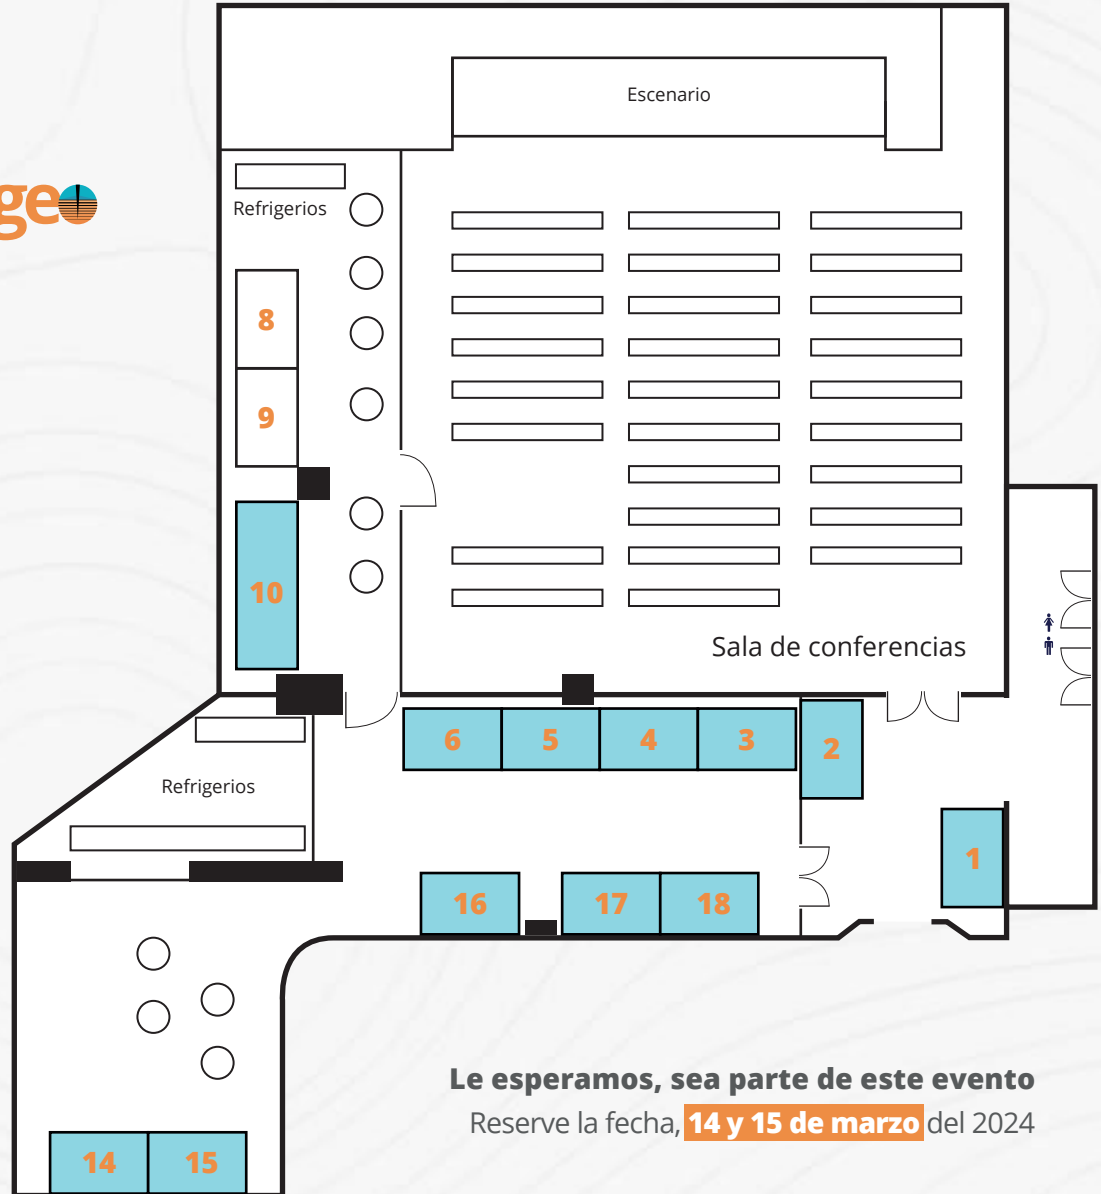 Escenario
geo
Refrigerios
8
9
10
Sala de conferencias
6 5 4 3 2
Refrigerios
1
16 17 18
Le esperamos, sea parte de este evento
Reserve la fecha, 14 y 15 de marzo del 2024
14 15